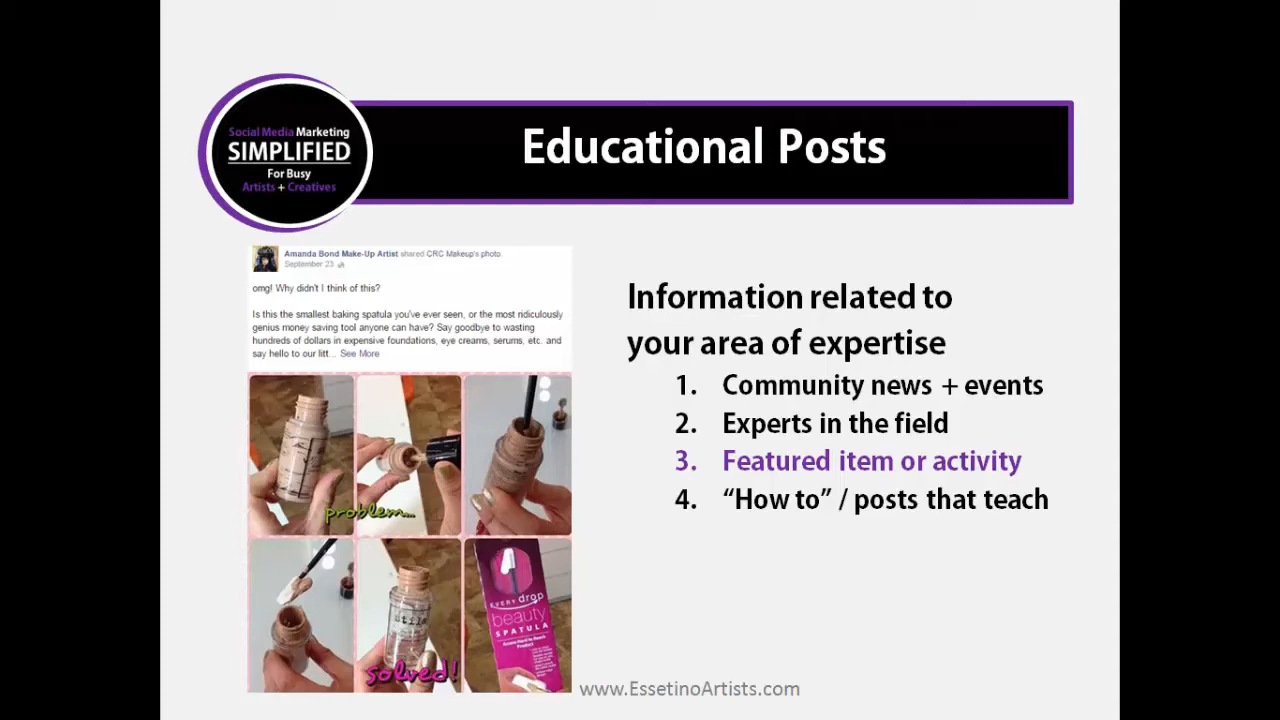 Social Media Marketing
SIMPLIFIED
For Busy
Artists + Creatives
Educational Posts
Amanda Bond Make-Up Artist shared CRC Makeup's photo
September 23
omg! Why didn't I think of this?
Is this the smallest baking spatula you've ever seen, or the most ridiculously
genius money saving tool anyone can have? Say goodbye to wasting
hundreds of dollars in expensive foundations, eye creams, serums, etc. and
say hello to our litt... See More
problem...
solved!
stila
EVERY drop
beauty
SPATULA
Information related to
your area of expertise
1. Community news + events
2. Experts in the field
3. Featured item or activity
4. “How to” / posts that teach
www.EssetinoArtists.com